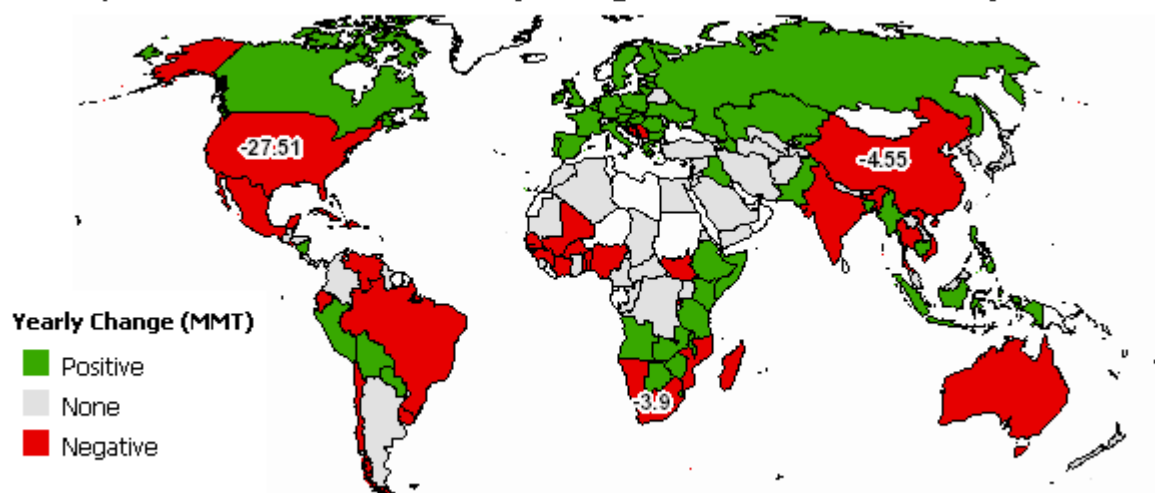 -27.51
-4.55
-3.9
Yearly Change (MMT)
Positive
None
Negative